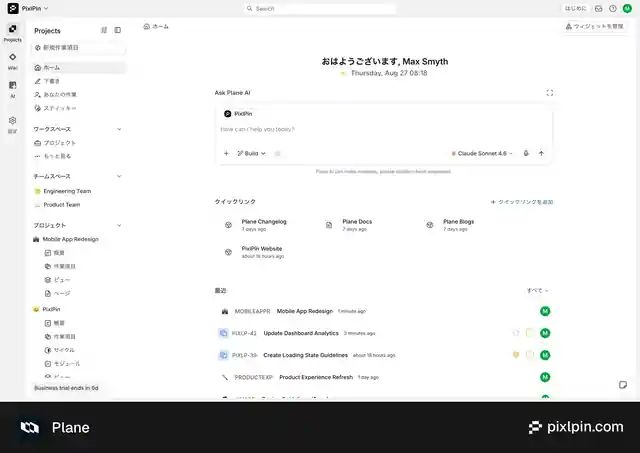 PixlPin
Search
はじめに
M
Projects
Projects
新規作業項目
ホーム
ウィジェットを管理
Wiki
ホーム
下書き
あなたの作業
スティッキー
AI
設定
おはようございます, Max Smyth
Thursday, Aug 27 08:18
Ask Plane AI
PixlPin
How can I help you today?
Build
Claude Sonnet 4.6
ワークスペース
プロジェクト
もっと見る
チームスペース
Engineering Team
Product Team
クイックリンク
クイックリンクを追加
Plane Changelog
7 days ago
Plane Docs
7 days ago
Plane Blogs
7 days ago
PixlPin Website
about 18 hours ago
プロジェクト
Mobile App Redesign
概要
作業項目
ビュー
ページ
PixlPin
概要
作業項目
サイクル
モジュール
ビュー
Business trial ends in 6d
最近
すべて
MOBILEAPPR Mobile App Redesign 1 minute ago
M
PIXLP-41 Update Dashboard Analytics 3 minutes ago
M
PIXLP-39 Create Loading State Guidelines about 18 hours ago
M
PRODUCTEXP Product Experience Refresh 1 day ago
M
Plane
pixlpin.com